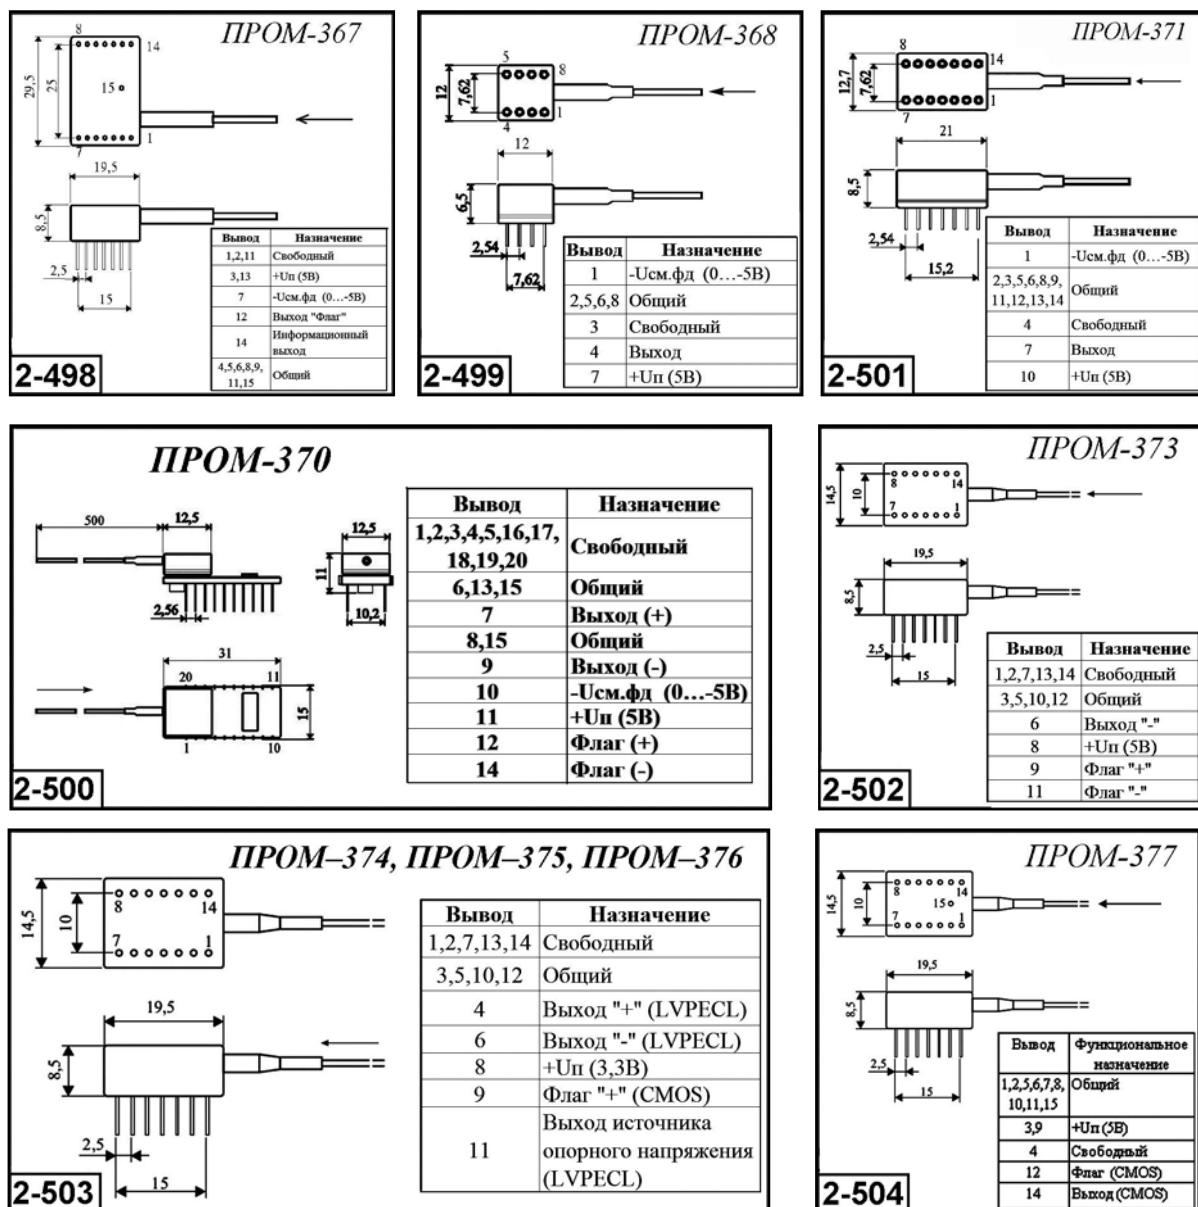 ПРОМ-367
8
14
29,5
25
15
7
1
19,5
8,5
2,5
15
Вывод Назначение
1,2,11 Свободный
3,13 +Uп (5В)
7 -Uсм.фд (0...-5В)
12 Выход "Флаг"
14 Информационный
выход
4,5,6,8,9,
11,15 Общий
2-498
ПРОМ-368
5
8
12
7,62
4
1
12
6,5
2,54
7,62
Вывод Назначение
1 -Uсм.фд (0...-5В)
2,5,6,8 Общий
3 Свободный
4 Выход
7 +Uп (5В)
2-499
ПРОМ-371
8
14
12,7
7,62
7
1
21
8,5
2,54
15,2
Вывод Назначение
1 -Uсм.фд (0...-5В)
2,3,5,6,8,9,
11,12,13,14 Общий
4 Свободный
7 Выход
10 +Uп (5В)
2-501
ПРОМ-370
500
12,5
12,5
11
2,56
10,2
31
20
11
15
1
10
Вывод Назначение
1,2,3,4,5,16,17,
18,19,20 Свободный
6,13,15 Общий
7 Выход (+)
8,15 Общий
9 Выход (-)
10 -Uсм.фд (0...-5В)
11 +Uп (5В)
12 Флаг (+)
14 Флаг (-)
2-500
ПРОМ-373
14,5
10
8
14
7
1
19,5
8,5
2,5
15
Вывод Назначение
1,2,7,13,14 Свободный
3,5,10,12 Общий
6 Выход "-"
8 +Uп (5В)
9 Флаг "+"
11 Флаг "-"
2-502
ПРОМ–374, ПРОМ–375, ПРОМ–376
14,5
10
8
14
7
1
19,5
8,5
2,5
15
Вывод Назначение
1,2,7,13,14 Свободный
3,5,10,12 Общий
4 Выход "+" (LVPECL)
6 Выход "-" (LVPECL)
8 +Uп (3,3В)
9 Флаг "+" (CMOS)
11 Выход источника
опорного напряжения
(LVPECL)
2-503
ПРОМ-377
14,5
10
8
14
15
7
1
19,5
8,5
2,5
15
Вывод Функциональное
назначение
1,2,5,6,7,8,
10,11,15 Общий
3,9 +Uп (5В)
4 Свободный
12 Флаг (CMOS)
14 Выход (CMOS)
2-504